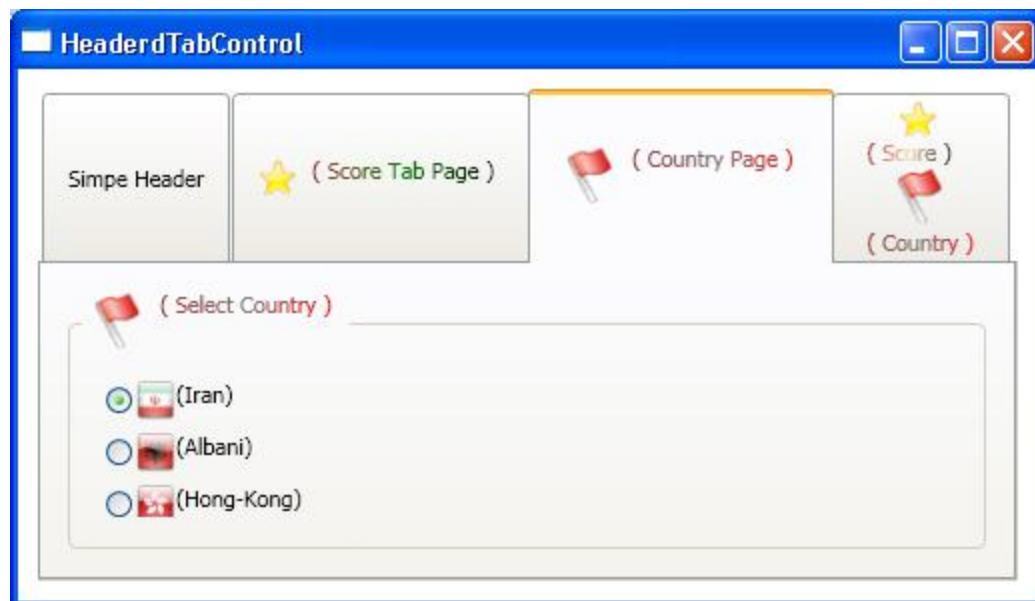 HeaderdTabControl
Simpe Header
( Score Tab Page )
( Country Page )
( Score )
( Country )
( Select Country )
(Iran)
(Albani)
(Hong-Kong)